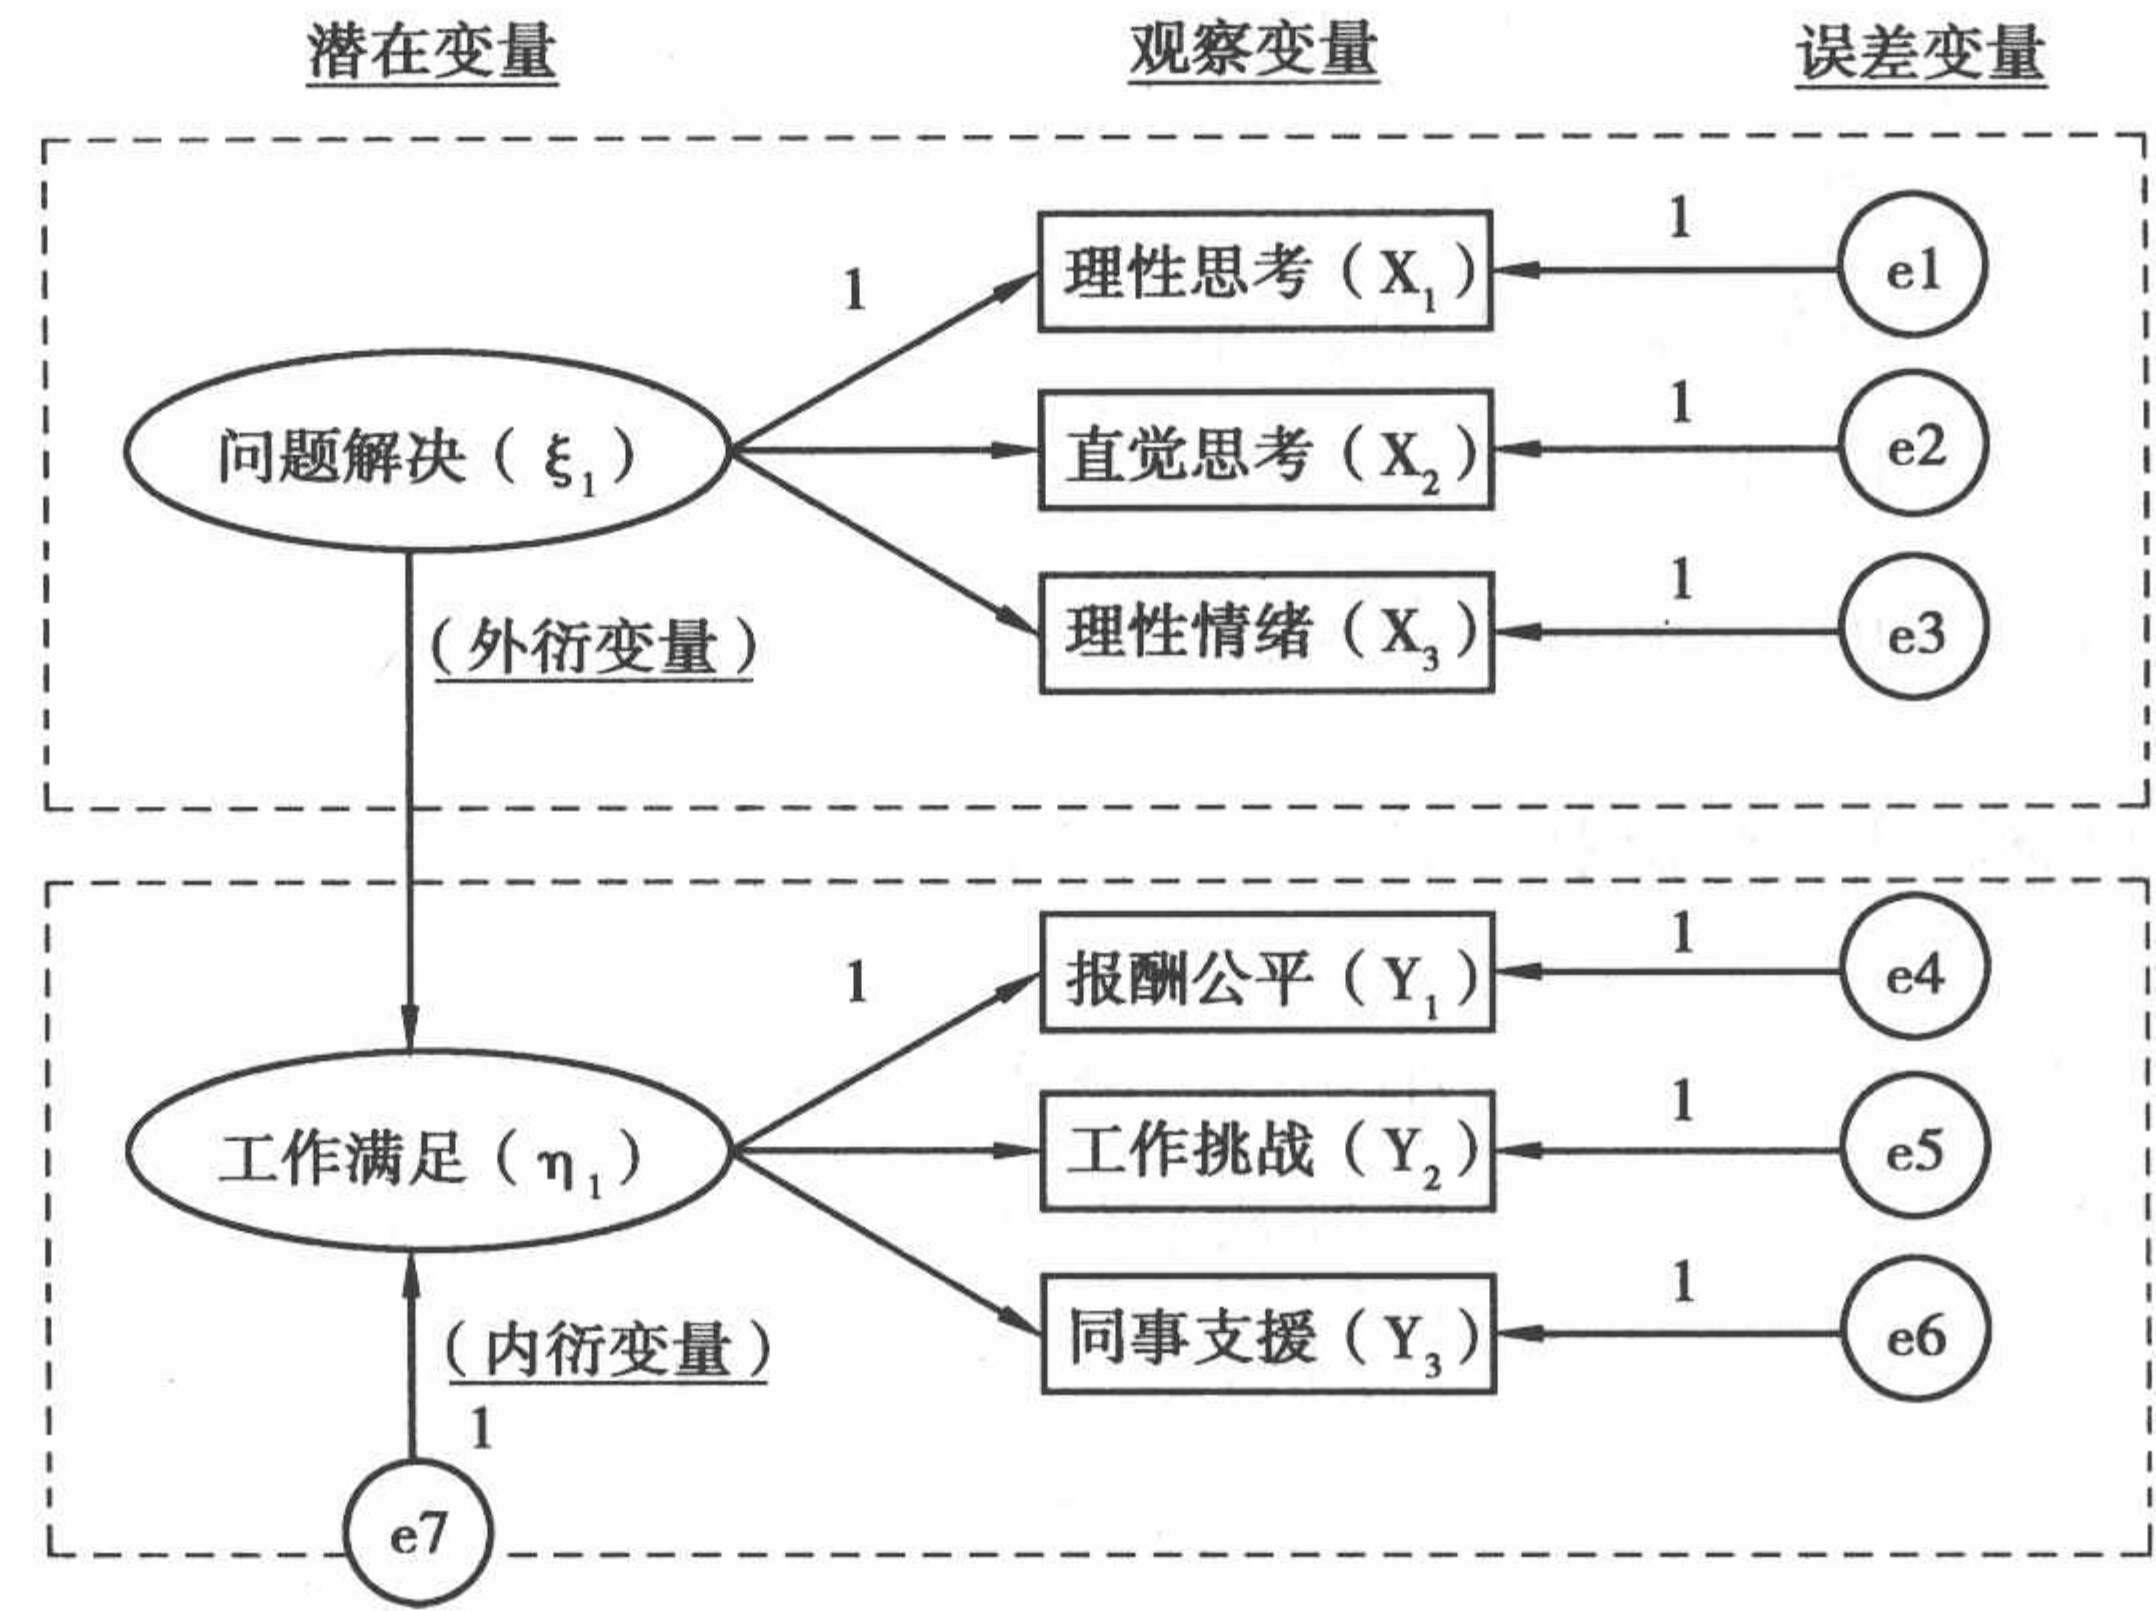 潜在变量 观察变量 误差变量
1 理性思考（X₁） 1 e1
问题解决（ξ₁） 直觉思考（X₂） 1 e2
（外衍变量） 理性情绪（X₃） 1 e3
1 报酬公平（Y₁） 1 e4
工作满足（η₁） 工作挑战（Y₂） 1 e5
（内衍变量） 同事支援（Y₃） 1 e6
1
e7